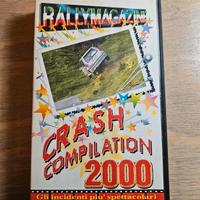 RALLYMAGAZINE
CRASH
COMPILATION
2000
Gli incidenti più spettacolari